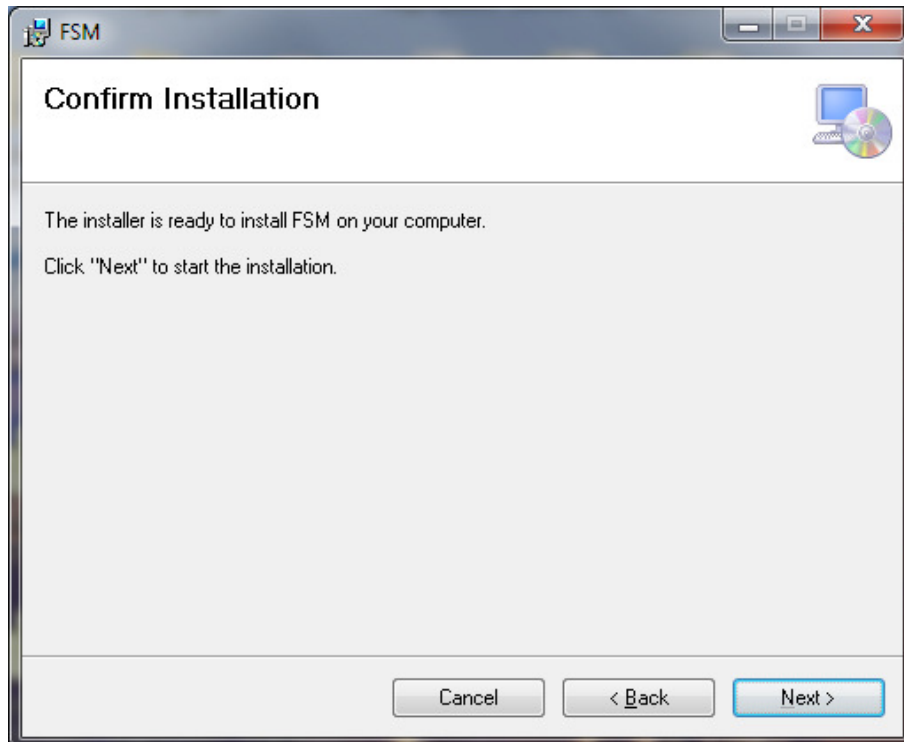 FSM
Confirm Installation
The installer is ready to install FSM on your computer.
Click "Next" to start the installation.
Cancel
< Back
Next >